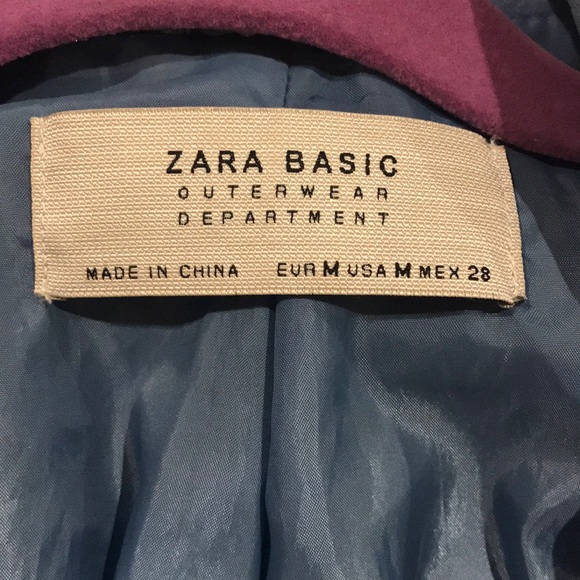 ZARA BASIC
OUTERWEAR
DEPARTMENT
MADE IN CHINA EUR M USA M MEX 28